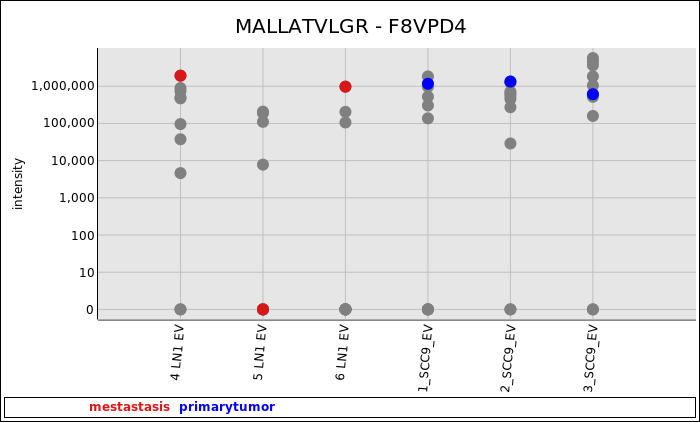 MALLATVLGR - F8VPD4
intensity
1,000,000
100,000
10,000
1,000
100
10
0
4 LN1 EV
5 LN1 EV
6 LN1 EV
1_SCC9_EV
2_SCC9_EV
3_SCC9_EV
mestastasis primarytumor